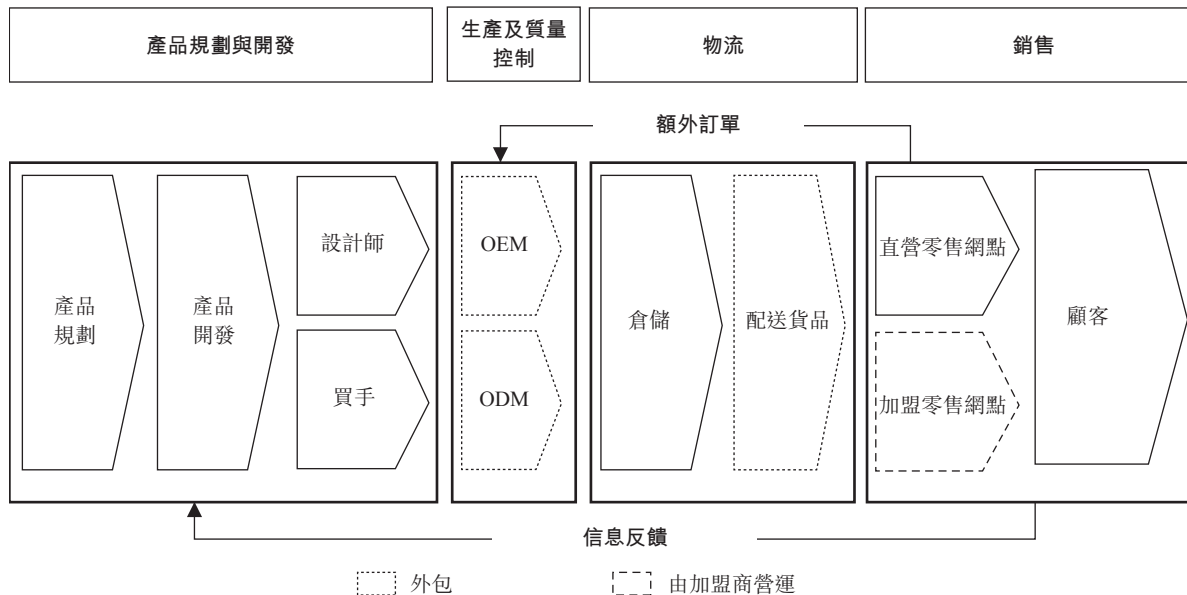 產品規劃與開發
生產及質量
控制
物流
銷售
額外訂單
產品
規劃
產品
開發
設計師
買手
OEM
ODM
倉儲
配送貨品
直營零售網點
加盟零售網點
顧客
信息反饋
外包
由加盟商營運